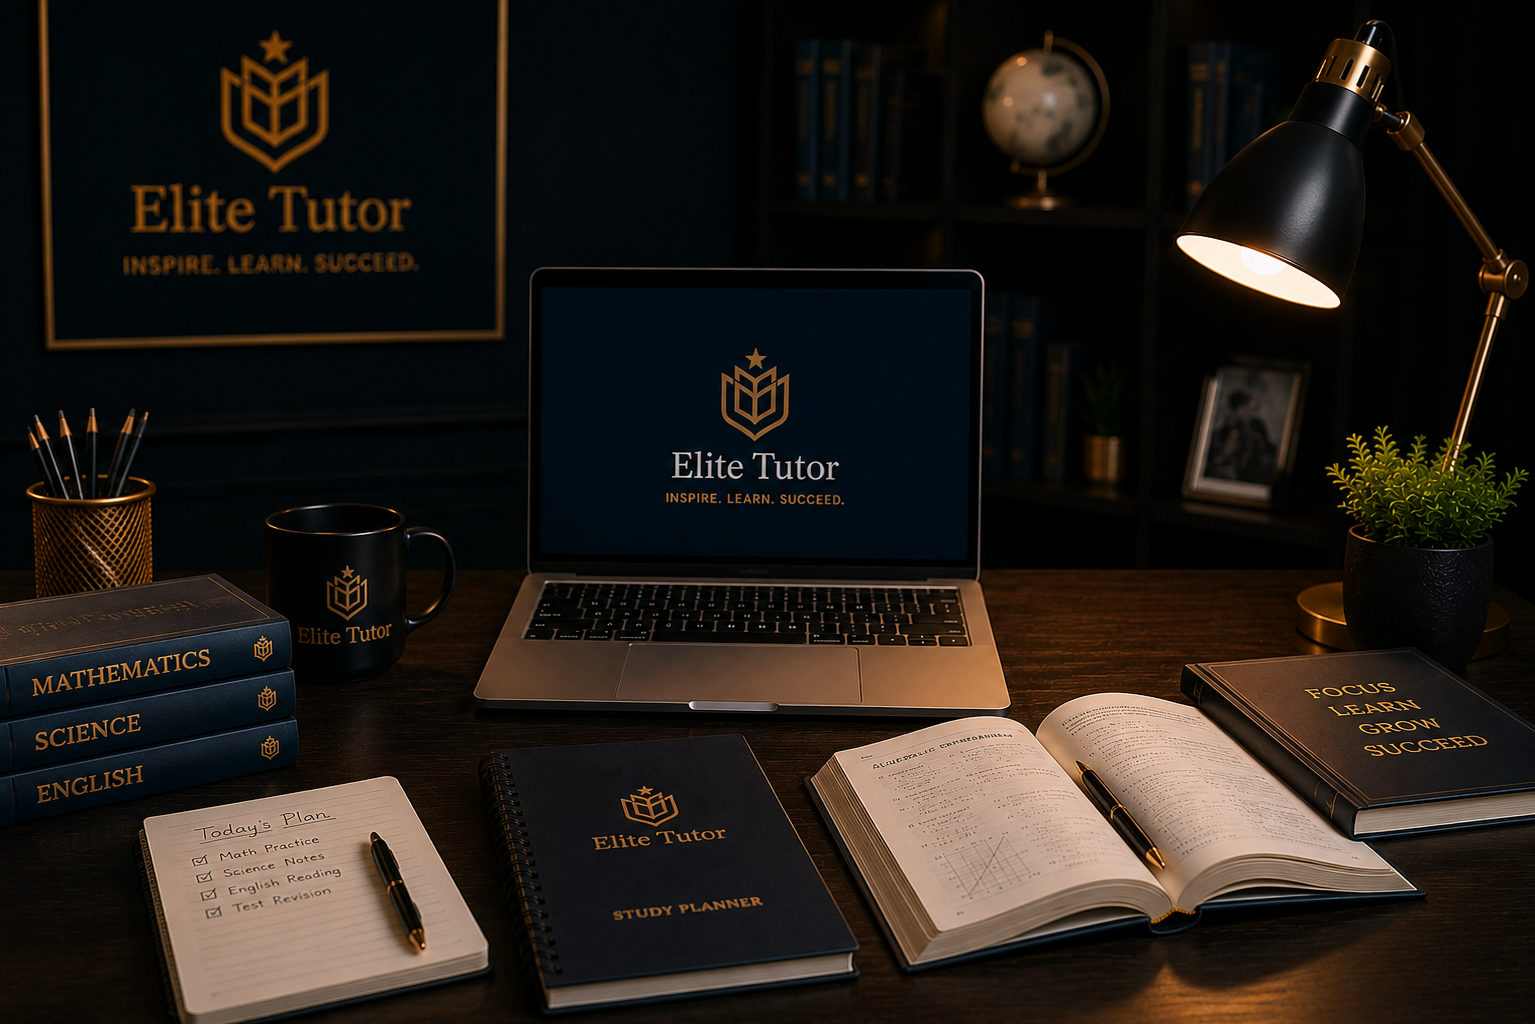 Elite Tutor
INSPIRE. LEARN. SUCCEED.
Elite Tutor
INSPIRE. LEARN. SUCCEED.
Elite Tutor
MATHEMATICS
SCIENCE
ENGLISH
FOCUS
LEARN
GROW
SUCCEED
Today's Plan
Math Practice
Science Notes
English Reading
Test Revision
Elite Tutor
STUDY PLANNER